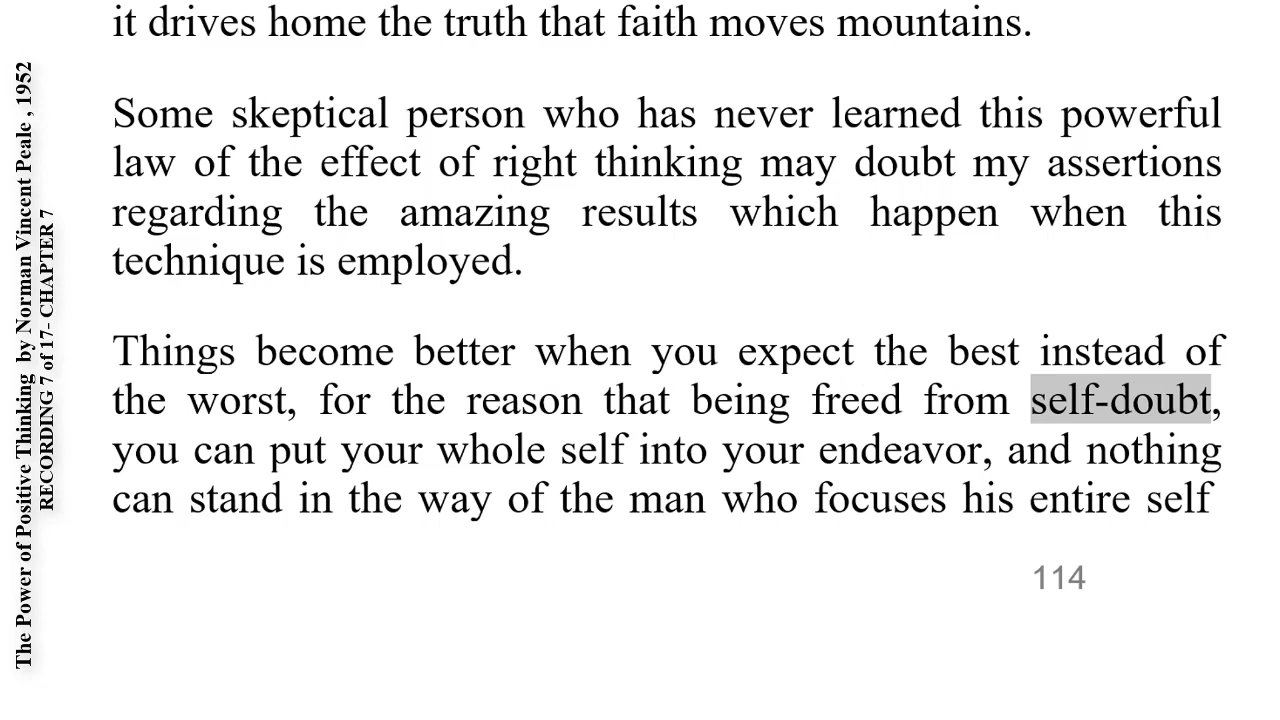 it drives home the truth that faith moves mountains.
Some skeptical person who has never learned this powerful
law of the effect of right thinking may doubt my assertions
regarding the amazing results which happen when this
technique is employed.
Things become better when you expect the best instead of
the worst, for the reason that being freed from self-doubt,
you can put your whole self into your endeavor, and nothing
can stand in the way of the man who focuses his entire self
114
The Power of Positive Thinking by Norman Vincent Peale , 1952
RECORDING 7 of 17- CHAPTER 7